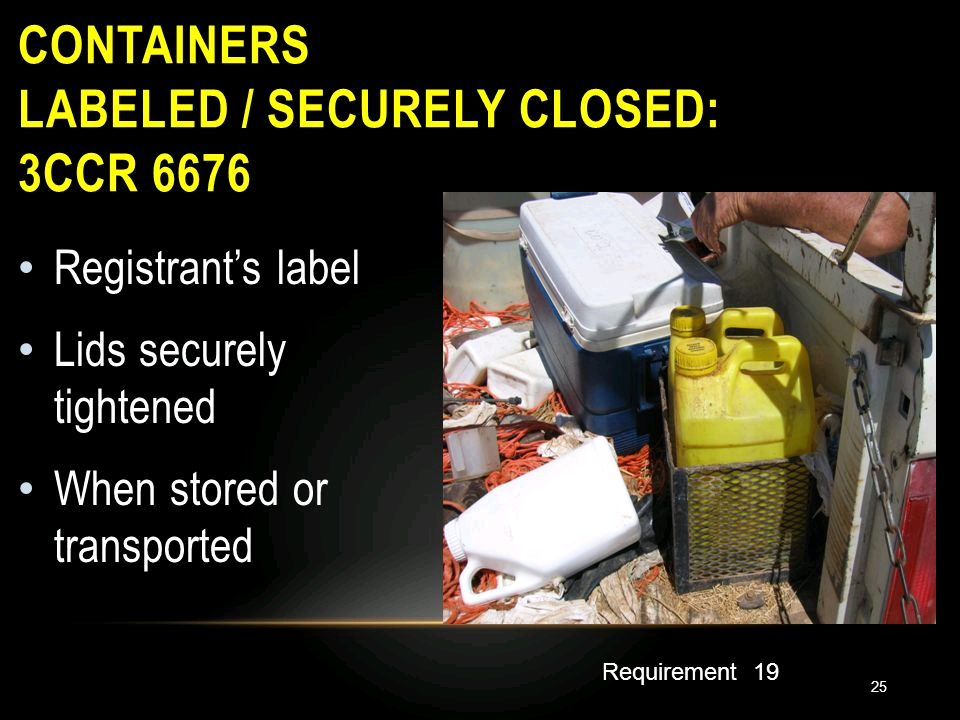 CONTAINERS
LABELED / SECURELY CLOSED:
3CCR 6676
• Registrant’s label
• Lids securely
tightened
• When stored or
transported
Requirement 19
25